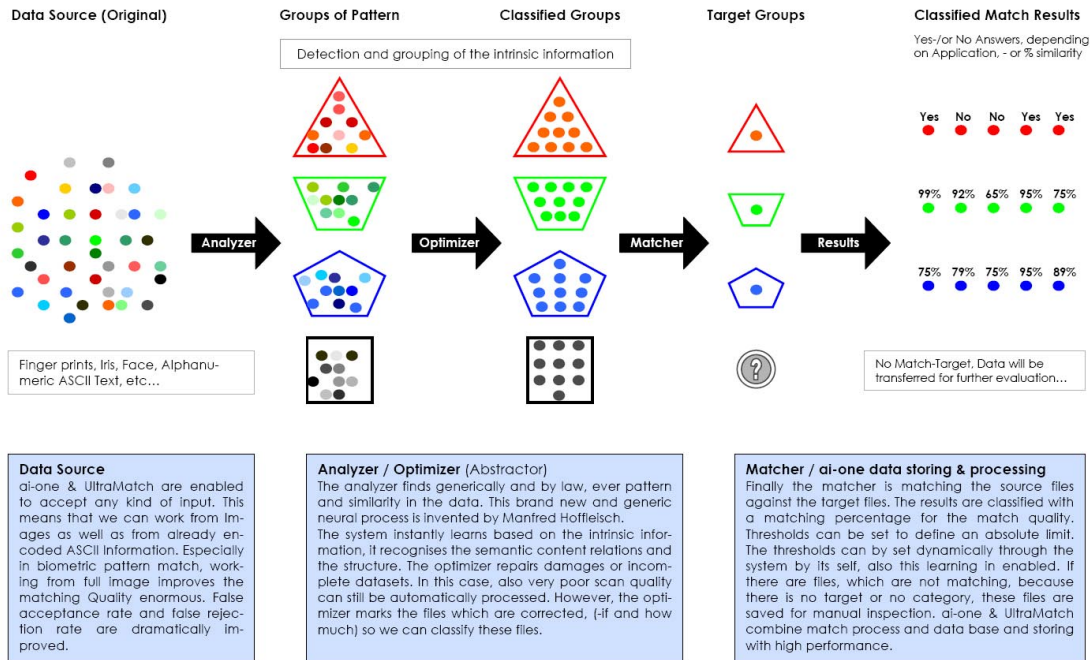 Data Source (Original)
Groups of Pattern
Classified Groups
Target Groups
Classified Match Results
Yes-/or No Answers, depending
on Application, - or % similarity
Detection and grouping of the intrinsic information
Yes No No Yes Yes
99% 92% 65% 95% 75%
Analyzer
Optimizer
Matcher
Results
75% 79% 75% 95% 89%
Finger prints, Iris, Face, Alphanu-
meric ASCII Text, etc...
?
No Match-Target, Data will be
transferred for further evaluation...
Data Source
ai-one & UltraMatch are enabled
to accept any kind of input. This
means that we can work from Im-
ages as well as from already en-
coded ASCII Information. Especially
in biometric pattern match, work-
ing from full image improves the
matching Quality enormous. False
acceptance rate and false rejec-
tion rate are dramatically im-
proved.
Analyzer / Optimizer (Abstractor)
The analyzer finds generically and by law, ever pattern
and similarity in the data. This brand new and generic
neural process is invented by Manfred Hoffleisch.
The system instantly learns based on the intrinsic infor-
mation, it recognises the semantic content relations and
the structure. The optimizer repairs damages or incom-
plete datasets. In this case, also very poor scan quality
can still be automatically processed. However, the opti-
mizer marks the files which are corrected, (-if and how
much) so we can classify these files.
Matcher / ai-one data storing & processing
Finally the matcher is matching the source files
against the target files. The results are classified with
a matching percentage for the match quality.
Thresholds can be set to define an absolute limit.
The thresholds can by set dynamically through the
system by its self, also this learning in enabled. If
there are files, which are not matching, because
there is no target or no category, these files are
saved for manual inspection. ai-one & UltraMatch
combine match process and data base and storing
with high performance.